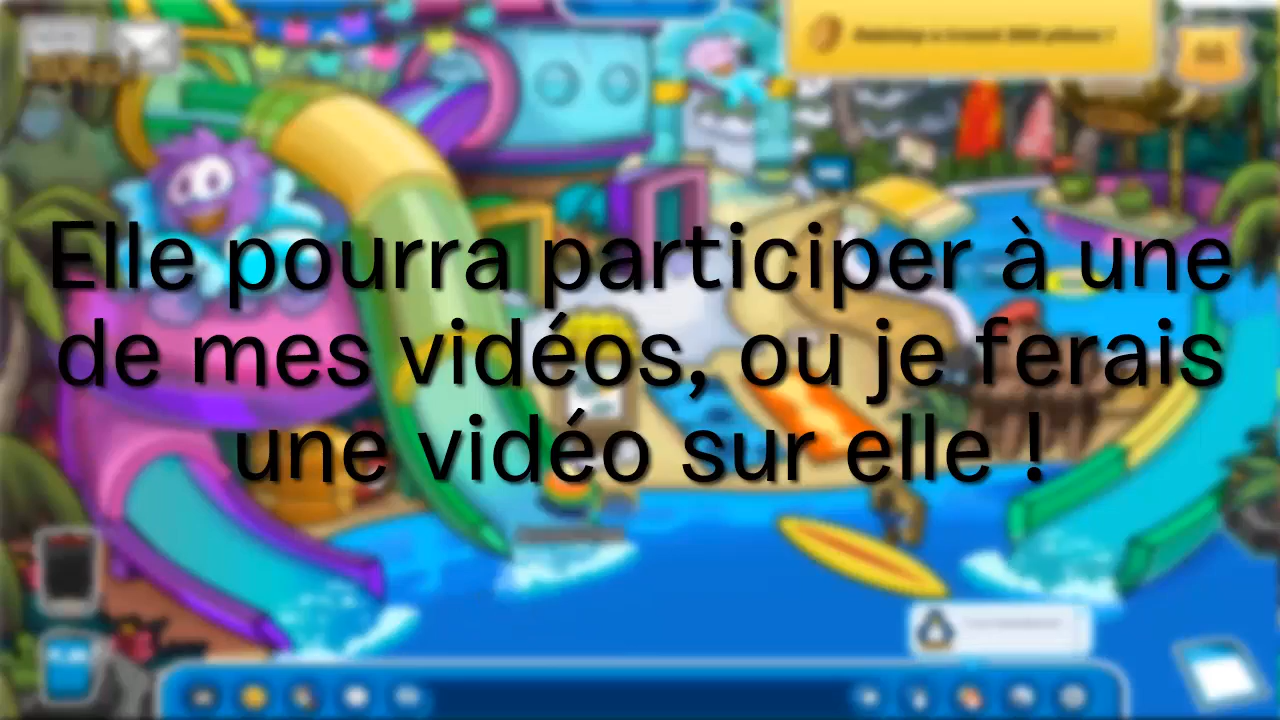 Elle pourra participer à une
de mes vidéos, ou je ferais
une vidéo sur elle !